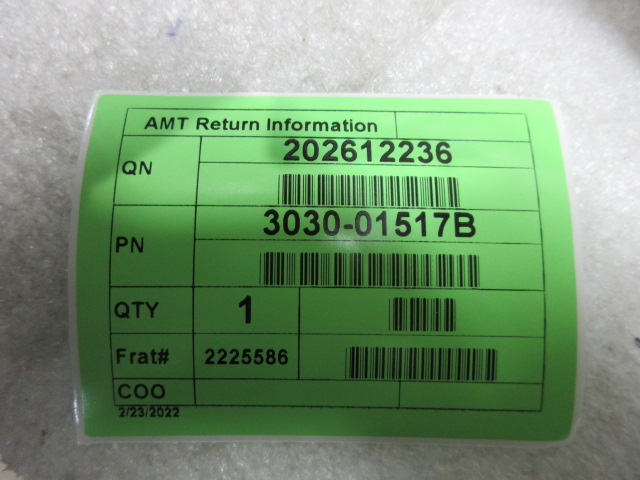 AMT Return Information
QN 202612236
PN 3030-01517B
QTY 1
Frat# 2225586
COO
2/23/2022